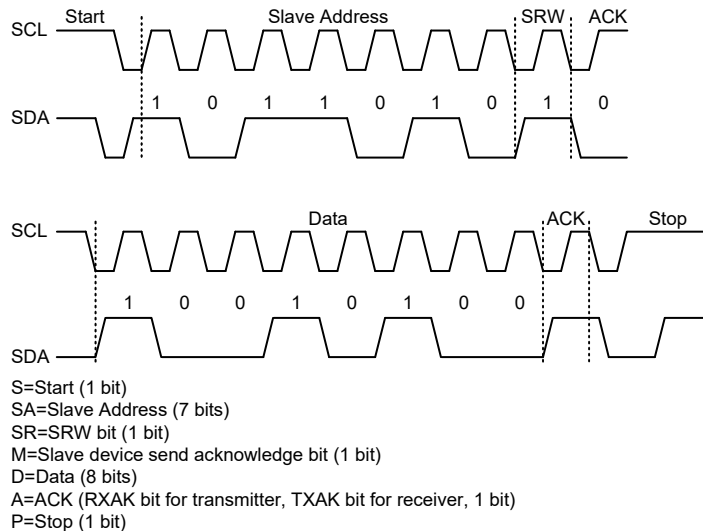 Start Slave Address SRW ACK
SCL
1 0 1 1 0 1 0 1 0
SDA
Data ACK Stop
SCL
1 0 0 1 0 1 0 0
SDA
S=Start (1 bit)
SA=Slave Address (7 bits)
SR=SRW bit (1 bit)
M=Slave device send acknowledge bit (1 bit)
D=Data (8 bits)
A=ACK (RXAK bit for transmitter, TXAK bit for receiver, 1 bit)
P=Stop (1 bit)